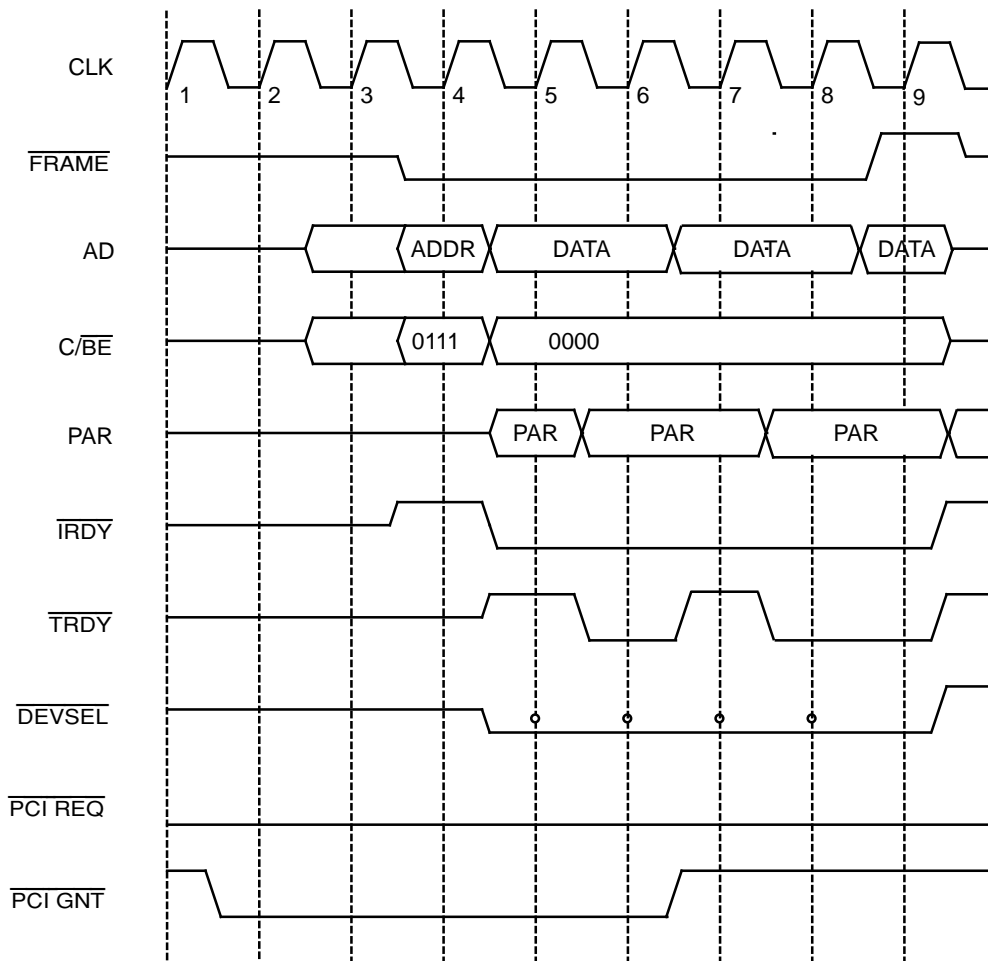 CLK
1 2 3 4 5 6 7 8 9
FRAME
AD
ADDR DATA DATA DATA
C/BE
0111 0000
PAR
PAR PAR PAR
IRDY
TRDY
DEVSEL
PCI REQ
PCI GNT